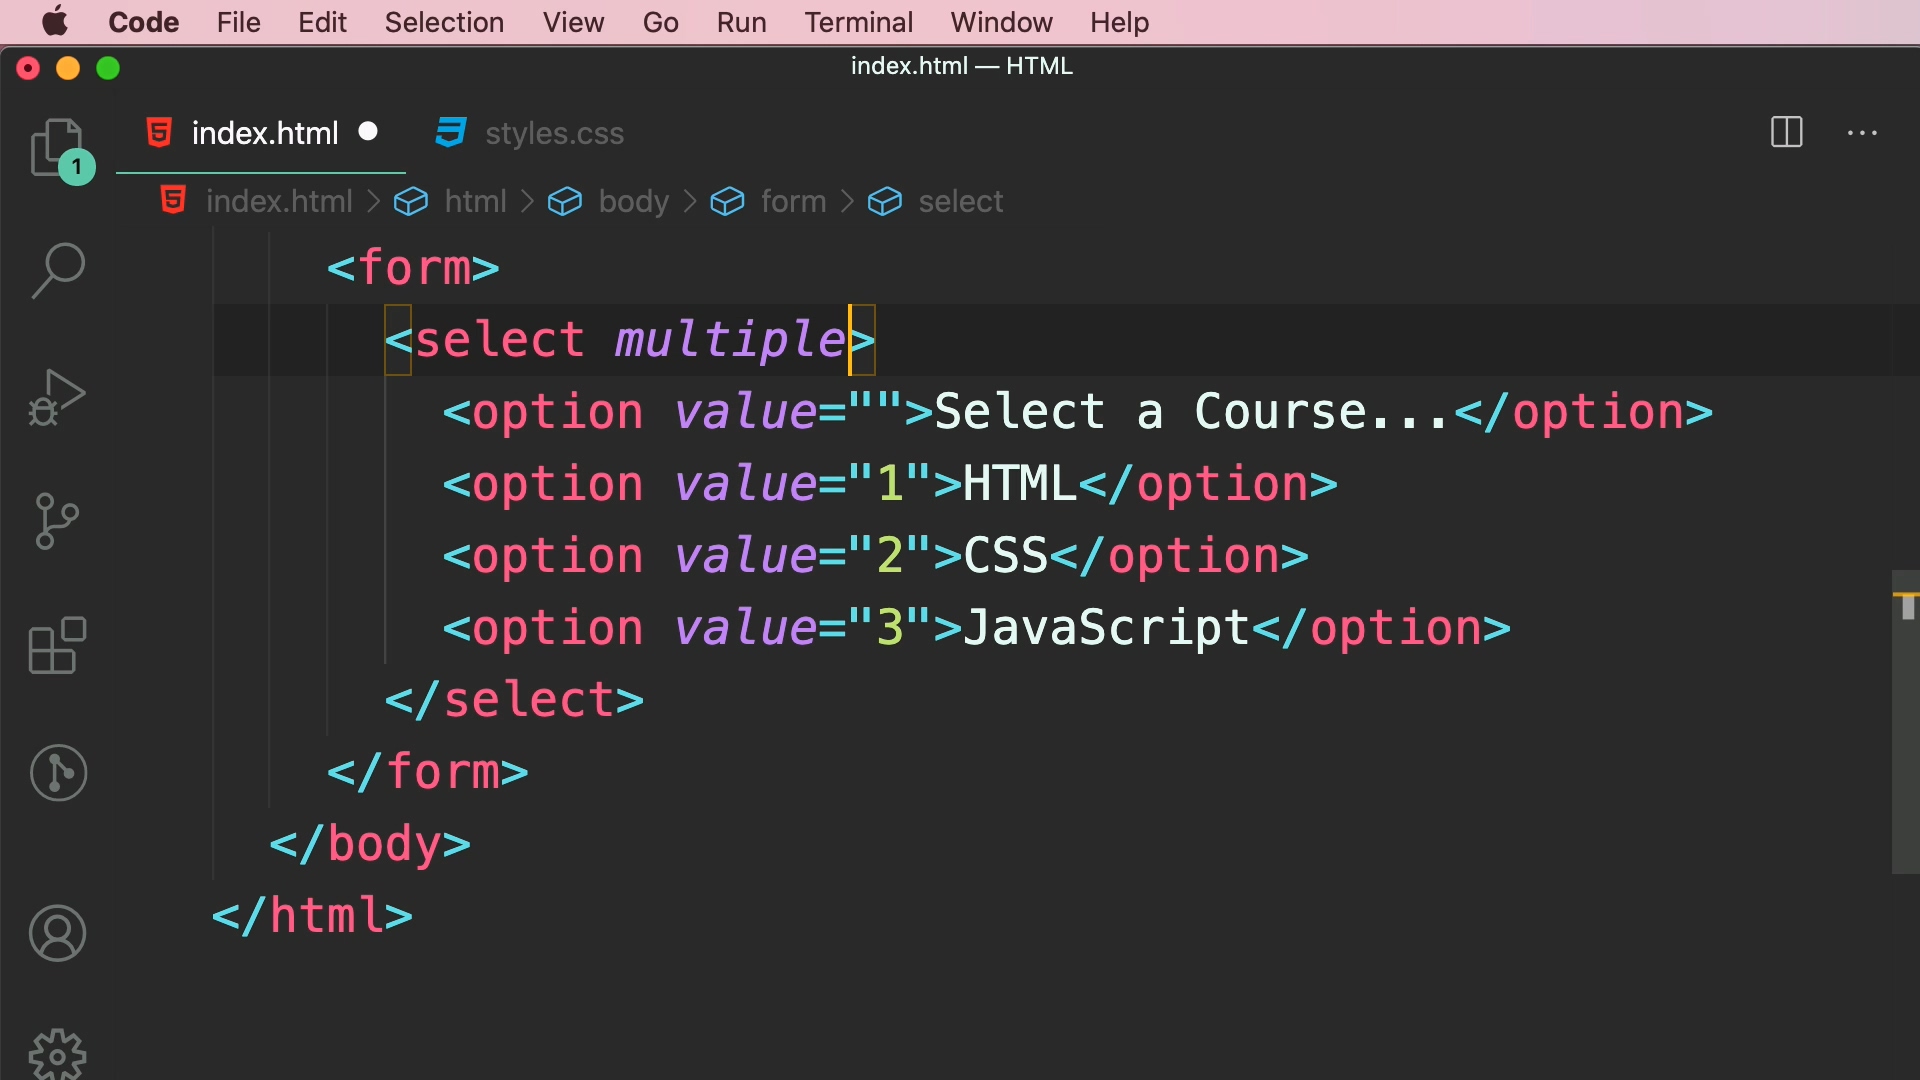 Code File Edit Selection View Go Run Terminal Window Help
index.html — HTML
index.html styles.css
1
index.html > html > body > form > select
<form>
<select multiple>
<option value="">Select a Course...</option>
<option value="1">HTML</option>
<option value="2">CSS</option>
<option value="3">JavaScript</option>
</select>
</form>
</body>
</html>